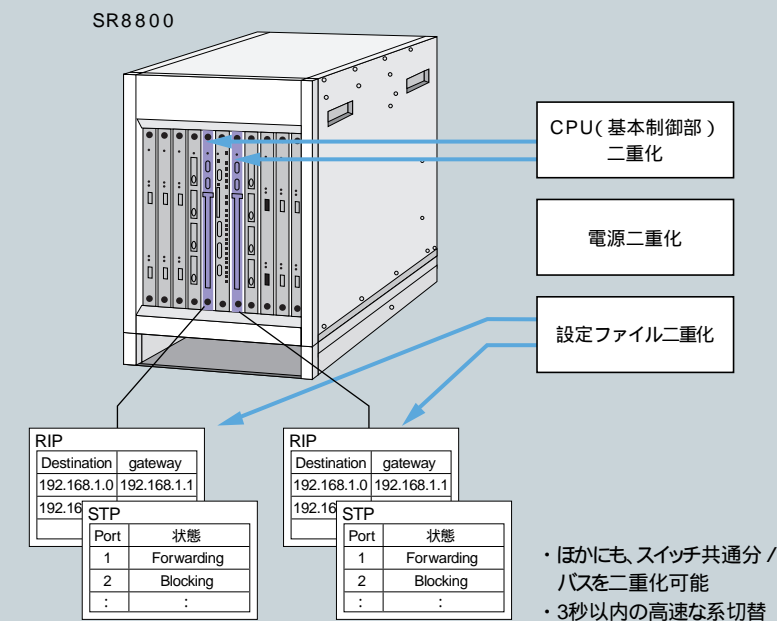 SR8800
CPU(基本制御部)
二重化
電源二重化
設定ファイル二重化
RIP
Destination gateway
192.168.1.0 192.168.1.1
192.16
STP
Port 状態
1 Forwarding
2 Blocking
: :
RIP
Destination gateway
192.168.1.0 192.168.1.1
192.16
STP
Port 状態
1 Forwarding
2 Blocking
: :
・ほかにも、スイッチ共通分/
バスを二重化可能
・3秒以内の高速な系切替